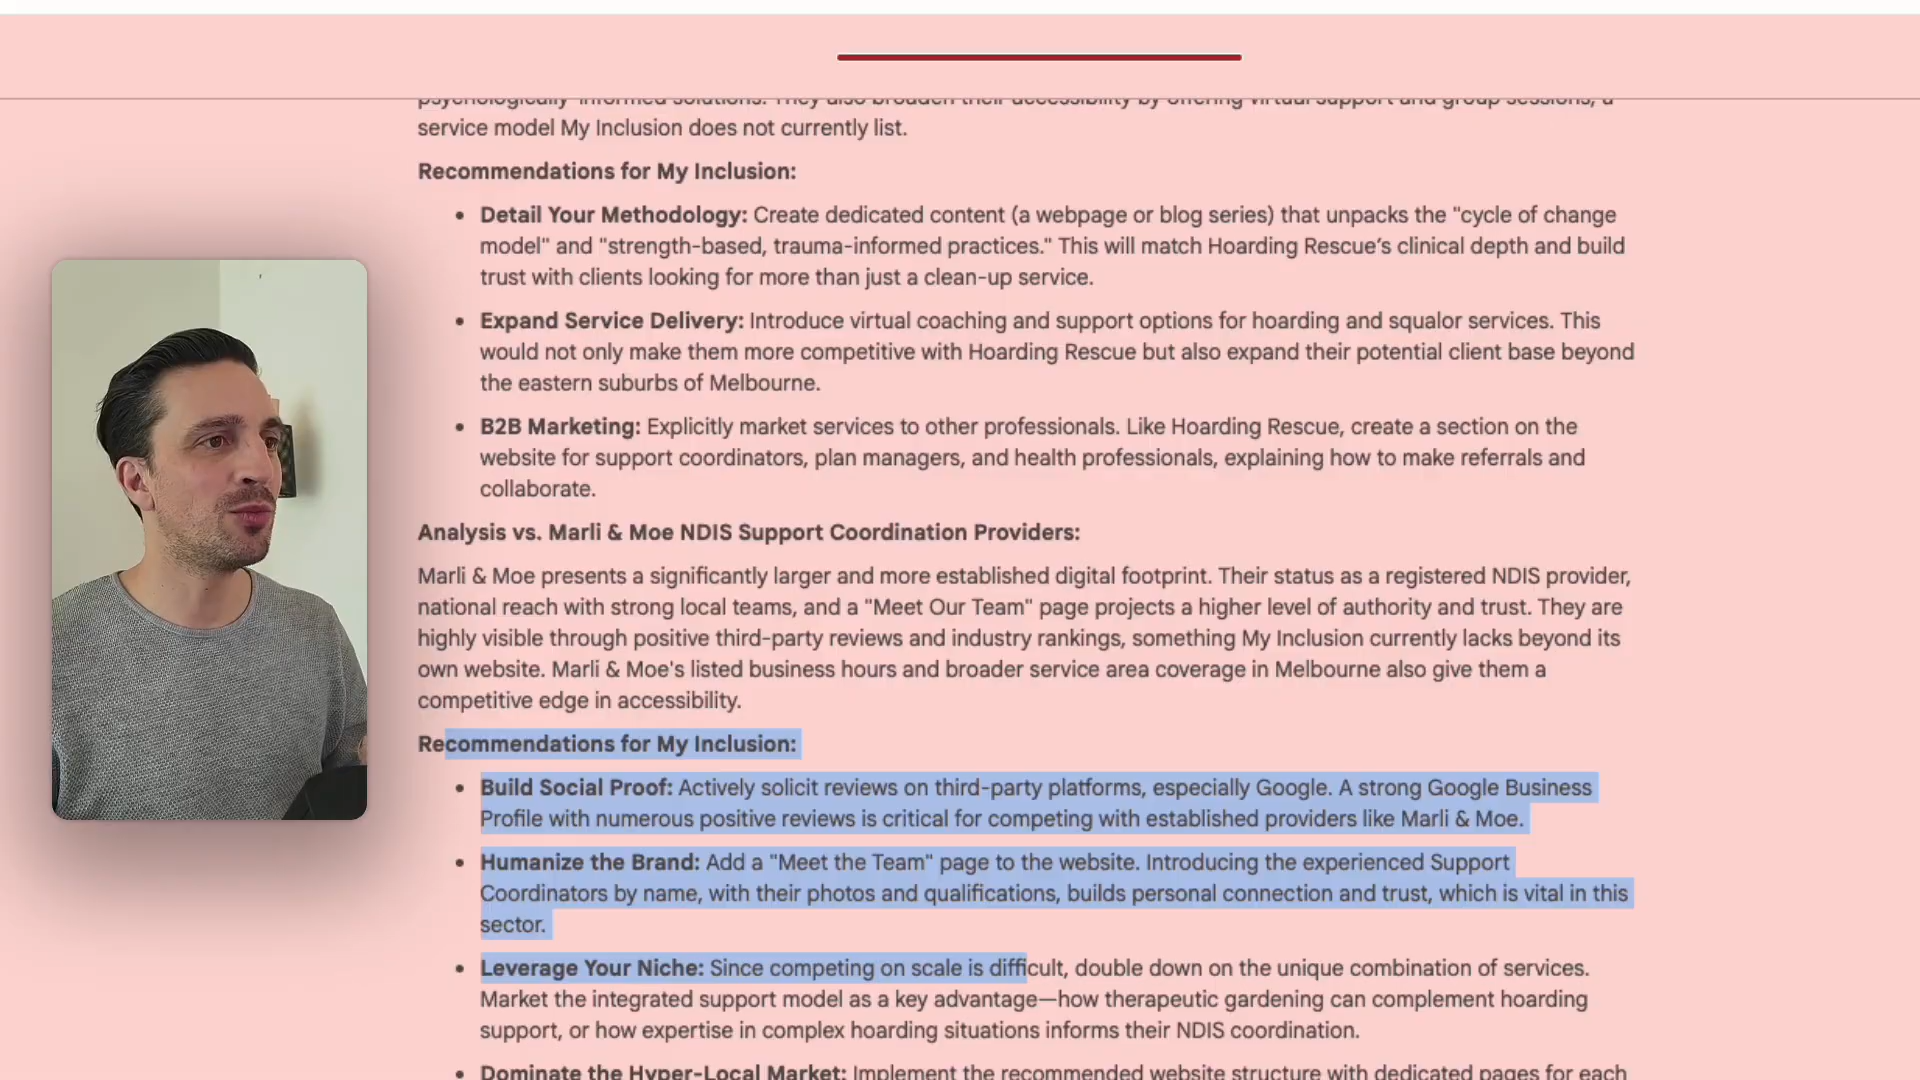 service model My Inclusion does not currently list.
Recommendations for My Inclusion:
• Detail Your Methodology: Create dedicated content (a webpage or blog series) that unpacks the "cycle of change
model" and "strength-based, trauma-informed practices." This will match Hoarding Rescue’s clinical depth and build
trust with clients looking for more than just a clean-up service.
• Expand Service Delivery: Introduce virtual coaching and support options for hoarding and squalor services. This
would not only make them more competitive with Hoarding Rescue but also expand their potential client base beyond
the eastern suburbs of Melbourne.
• B2B Marketing: Explicitly market services to other professionals. Like Hoarding Rescue, create a section on the
website for support coordinators, plan managers, and health professionals, explaining how to make referrals and
collaborate.
Analysis vs. Marli & Moe NDIS Support Coordination Providers:
Marli & Moe presents a significantly larger and more established digital footprint. Their status as a registered NDIS provider,
national reach with strong local teams, and a "Meet Our Team" page projects a higher level of authority and trust. They are
highly visible through positive third-party reviews and industry rankings, something My Inclusion currently lacks beyond its
own website. Marli & Moe's listed business hours and broader service area coverage in Melbourne also give them a
competitive edge in accessibility.
Recommendations for My Inclusion:
• Build Social Proof: Actively solicit reviews on third-party platforms, especially Google. A strong Google Business
Profile with numerous positive reviews is critical for competing with established providers like Marli & Moe.
• Humanize the Brand: Add a "Meet the Team" page to the website. Introducing the experienced Support
Coordinators by name, with their photos and qualifications, builds personal connection and trust, which is vital in this
sector.
• Leverage Your Niche: Since competing on scale is difficult, double down on the unique combination of services.
Market the integrated support model as a key advantage—how therapeutic gardening can complement hoarding
support, or how expertise in complex hoarding situations informs their NDIS coordination.
• Dominate the Hyper-Local Market: Implement the recommended website structure with dedicated pages for each